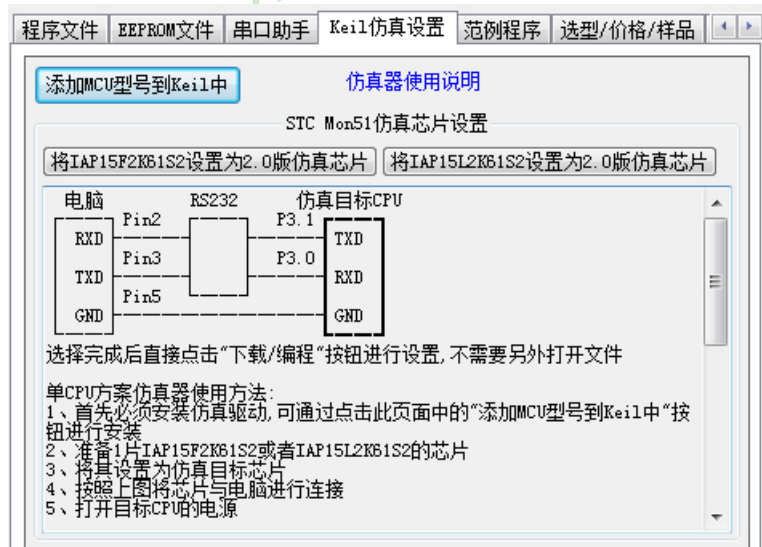 程序文件 EEPROM文件 串口助手 Keil仿真设置 范例程序 选型/价格/样品
添加MCU型号到Keil中 仿真器使用说明
STC Mon51仿真芯片设置
将IAP15F2K61S2设置为2.0版仿真芯片 将IAP15L2K61S2设置为2.0版仿真芯片
电脑 RS232 仿真目标CPU
Pin2 P3.1
RXD TXD
Pin3 P3.0
TXD RXD
Pin5
GND GND
选择完成后直接点击"下载/编程"按钮进行设置,不需要另外打开文件
单CPU方案仿真器使用方法:
1、首先必须安装仿真驱动,可通过点击此页面中的"添加MCU型号到Keil中"按
钮进行安装
2、准备1片IAP15F2K61S2或者IAP15L2K61S2的芯片
3、将其设置为仿真目标芯片
4、按照上图将芯片与电脑进行连接
5、打开目标CPU的电源